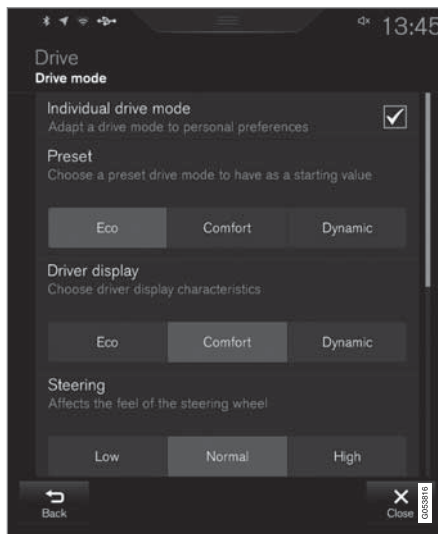 13:45
Drive
Drive mode
Individual drive mode
Adapt a drive mode to personal preferences
Preset
Choose a preset drive mode to have as a starting value
Eco Comfort Dynamic
Driver display
Choose driver display characteristics
Eco Comfort Dynamic
Steering
Affects the feel of the steering wheel
Low Normal High
Back Close
G053816